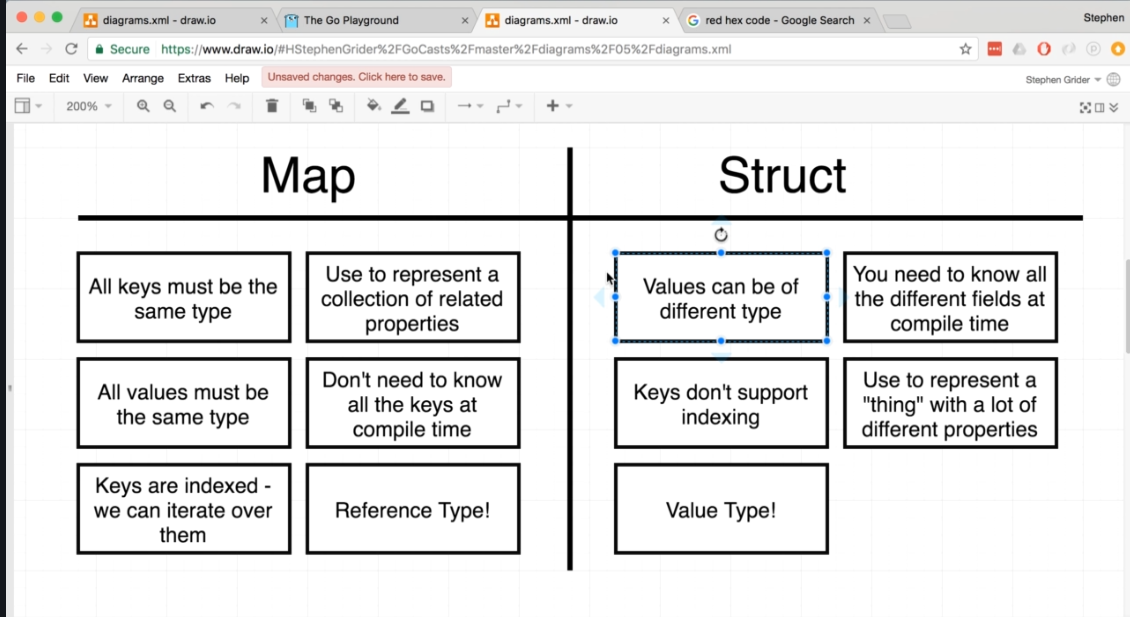 diagrams.xml - draw.io
The Go Playground
diagrams.xml - draw.io
red hex code - Google Search
Stephen
Secure https://www.draw.io/#HStephenGrider%2FGoCasts%2Fmaster%2Fdiagrams%2F05%2Fdiagrams.xml
File Edit View Arrange Extras Help Unsaved changes. Click here to save.
Stephen Grider
200%
Map
Struct
All keys must be the
same type
Use to represent a
collection of related
properties
Values can be of
different type
You need to know all
the different fields at
compile time
All values must be
the same type
Don't need to know
all the keys at
compile time
Keys don't support
indexing
Use to represent a
"thing" with a lot of
different properties
Keys are indexed -
we can iterate over
them
Reference Type!
Value Type!